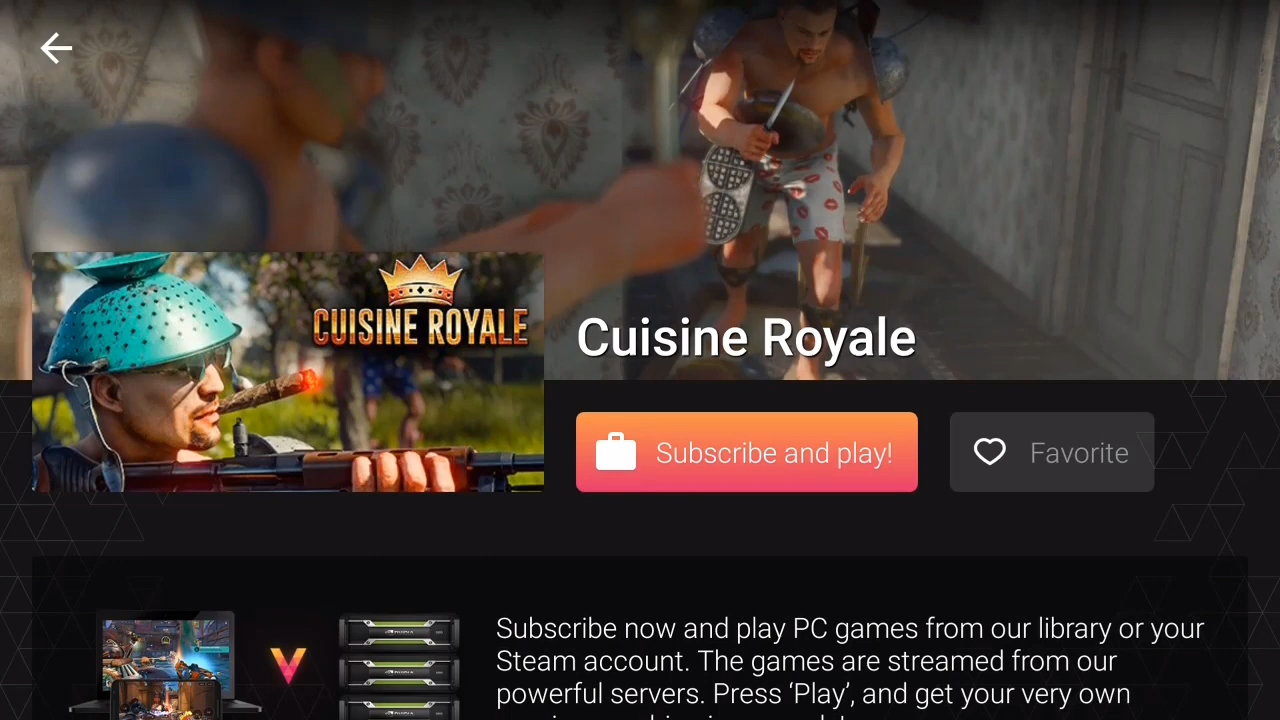 CUISINE ROYALE
Cuisine Royale
Subscribe and play!
Favorite
Subscribe now and play PC games from our library or your
Steam account. The games are streamed from our
powerful servers. Press ‘Play’, and get your very own